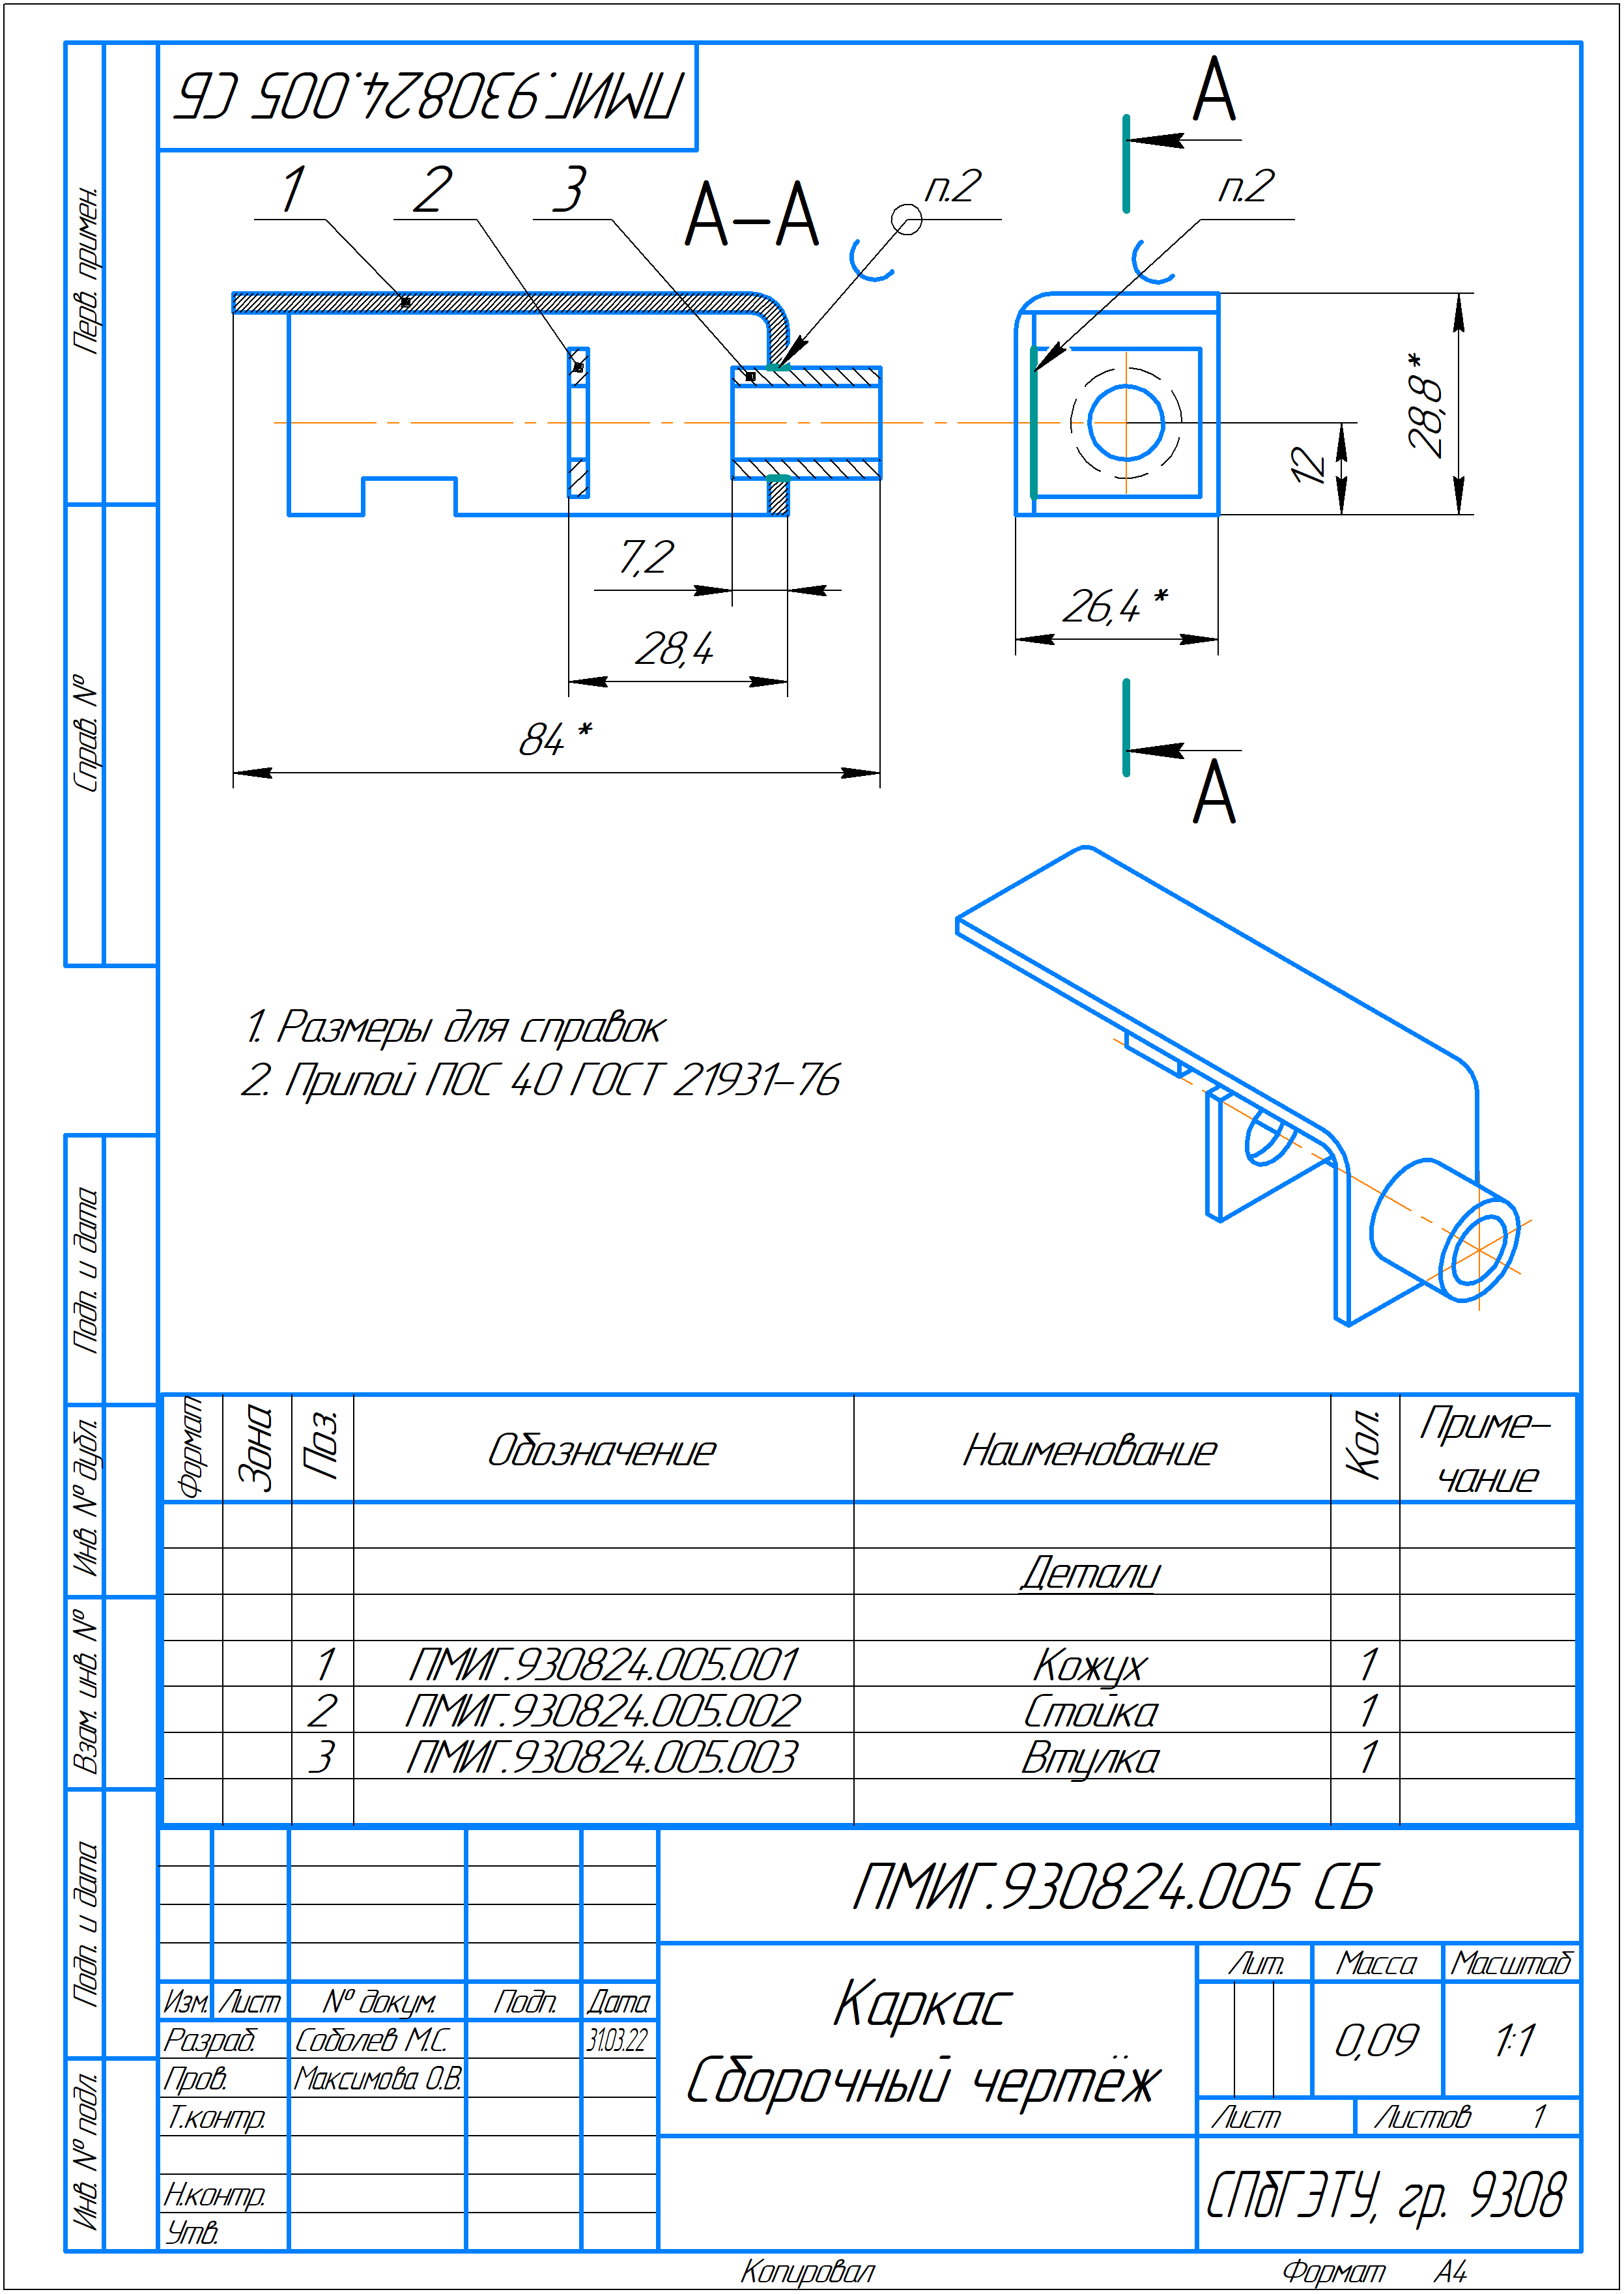 ПМИГ.930824.005 СБ
А
1
2
3
А-А
п.2
п.2
28,8*
12
7,2
26,4*
28,4
84*
А
1. Размеры для справок
2. Припой ПОС 40 ГОСТ 21931-76
Перв. примен.
Справ. №
Подп. и дата
Инв. № дубл.
Взам. инв. №
Подп. и дата
Инв. № подл.
Формат Зона Поз. Обозначение Наименование Кол. Приме-
чание
Детали
1 ПМИГ.930824.005.001 Кожух 1
2 ПМИГ.930824.005.002 Стойка 1
3 ПМИГ.930824.005.003 Втулка 1
ПМИГ.930824.005 СБ
Изм. Лист № докум. Подп. Дата
Разраб. Соболев М.С. 31.03.22
Пров. Максимова О.В.
Т.контр.
Н.контр.
Утв.
Каркас
Сборочный чертёж
Лит. Масса Масштаб
0,09 1:1
Лист Листов 1
СПбГЭТУ, гр. 9308
Копировал Формат А4